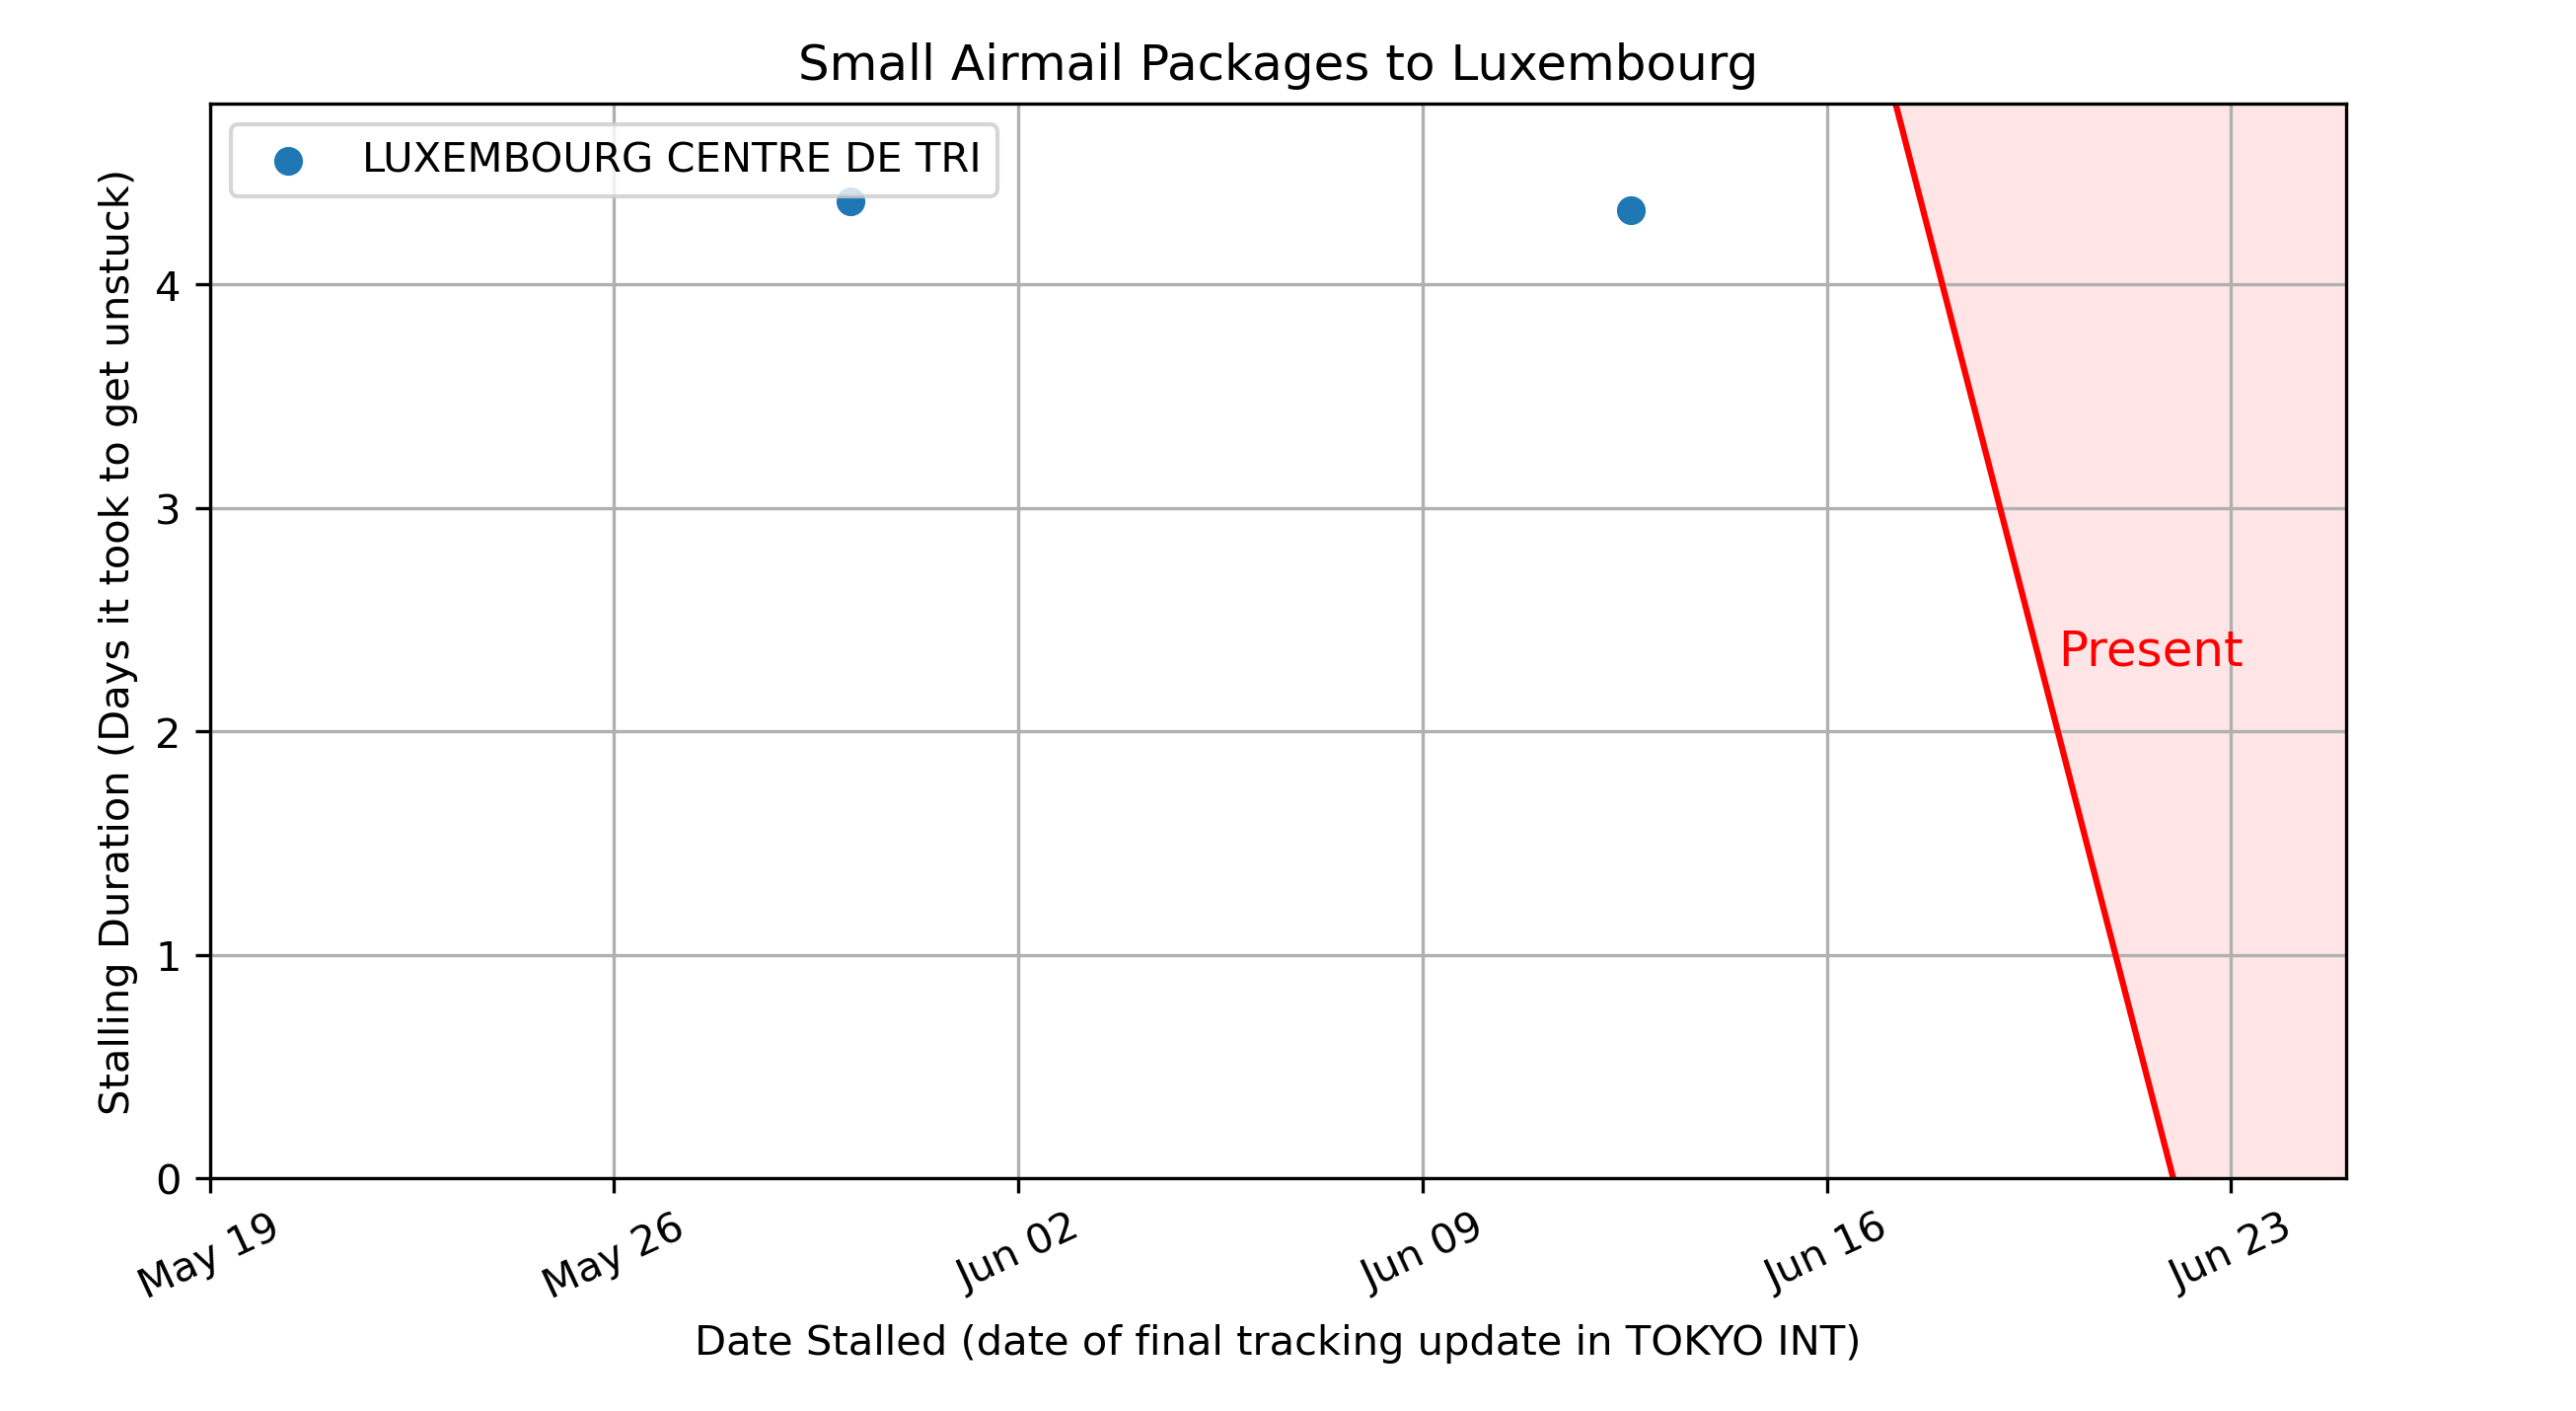 Small Airmail Packages to Luxembourg
LUXEMBOURG CENTRE DE TRI
Stalling Duration (Days it took to get unstuck)
4
3
2
1
0
Present
May 19
May 26
Jun 02
Jun 09
Jun 16
Jun 23
Date Stalled (date of final tracking update in TOKYO INT)